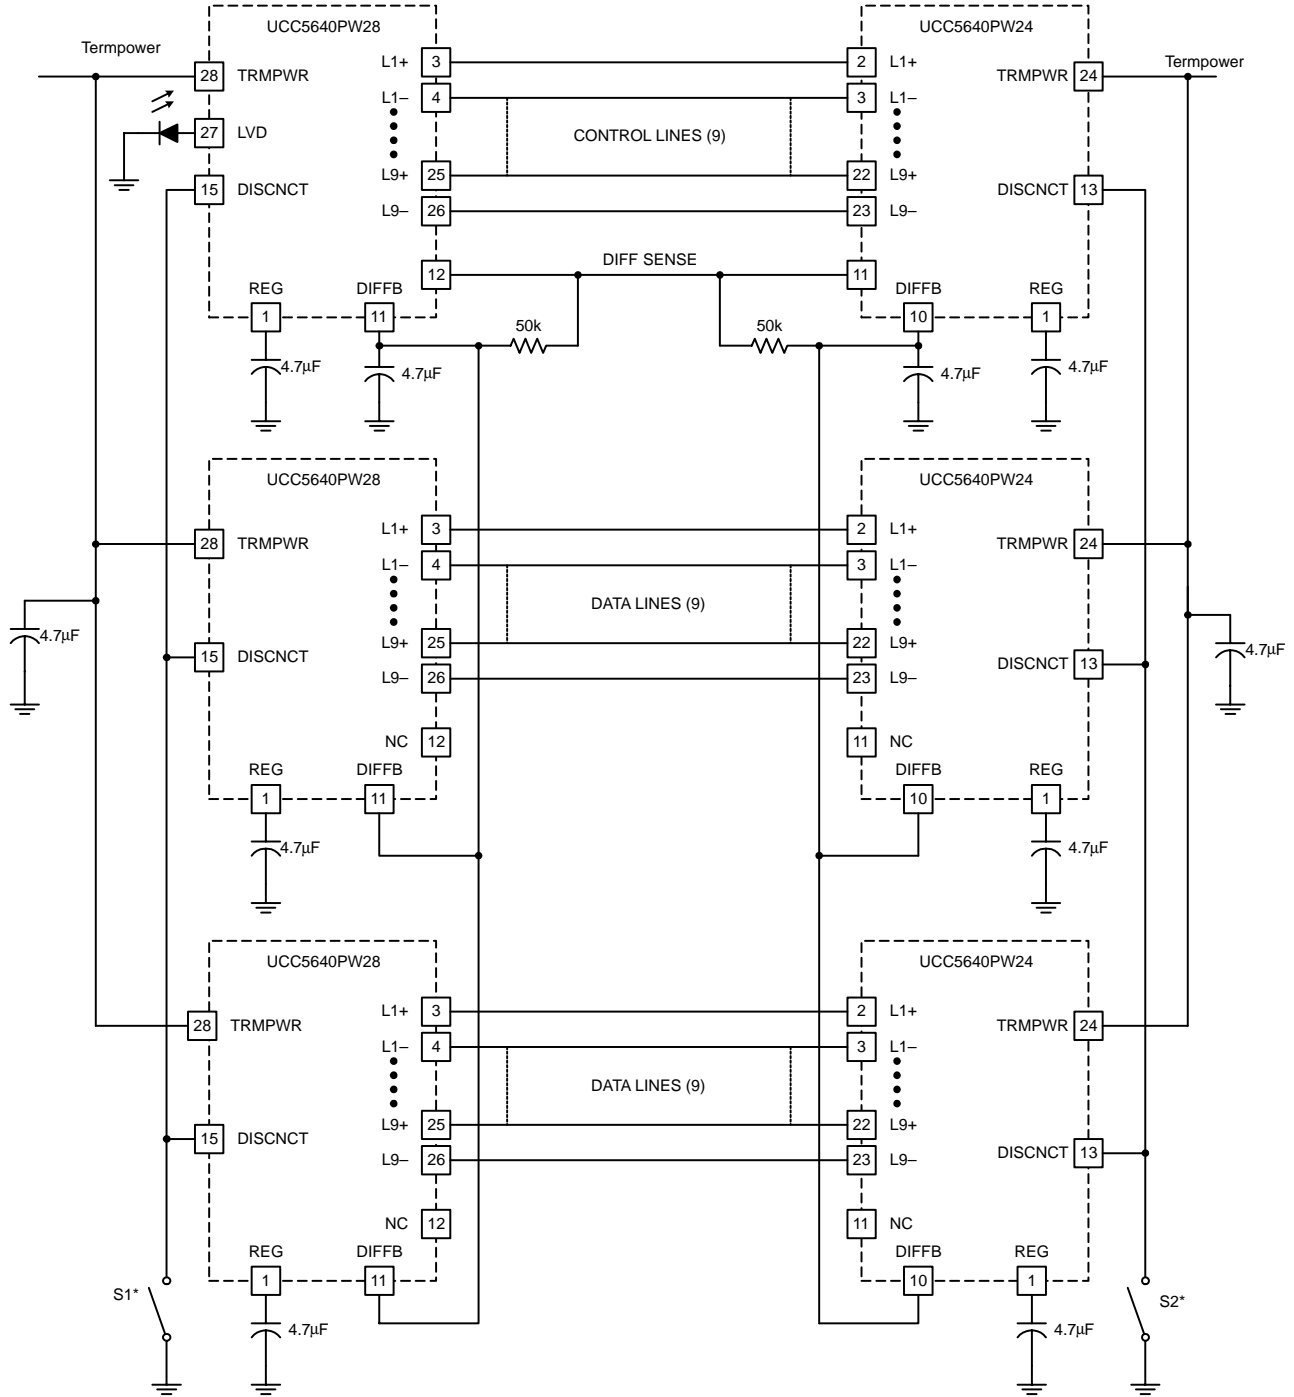 UCC5640PW28
UCC5640PW24
Termpower
Termpower
L1+ 3
2 L1+
28 TRMPWR
TRMPWR 24
L1– 4
3 L1–
27 LVD
CONTROL LINES (9)
L9+ 25
22 L9+
15 DISCNCT
DISCNCT 13
L9– 26
23 L9–
DIFF SENSE
12
11
REG
DIFFB
DIFFB
REG
1
11
10
1
50k
50k
4.7µF
4.7µF
4.7µF
4.7µF
UCC5640PW28
UCC5640PW24
L1+ 3
2 L1+
28 TRMPWR
TRMPWR 24
L1– 4
3 L1–
DATA LINES (9)
4.7µF
L9+ 25
22 L9+
15 DISCNCT
DISCNCT 13
4.7µF
L9– 26
23 L9–
NC 12
11 NC
REG
DIFFB
DIFFB
REG
1
11
10
1
4.7µF
4.7µF
UCC5640PW28
UCC5640PW24
L1+ 3
2 L1+
28 TRMPWR
TRMPWR 24
L1– 4
3 L1–
DATA LINES (9)
L9+ 25
22 L9+
15 DISCNCT
DISCNCT 13
L9– 26
23 L9–
NC 12
11 NC
REG
DIFFB
DIFFB
REG
1
11
10
1
S1*
S2*
4.7µF
4.7µF